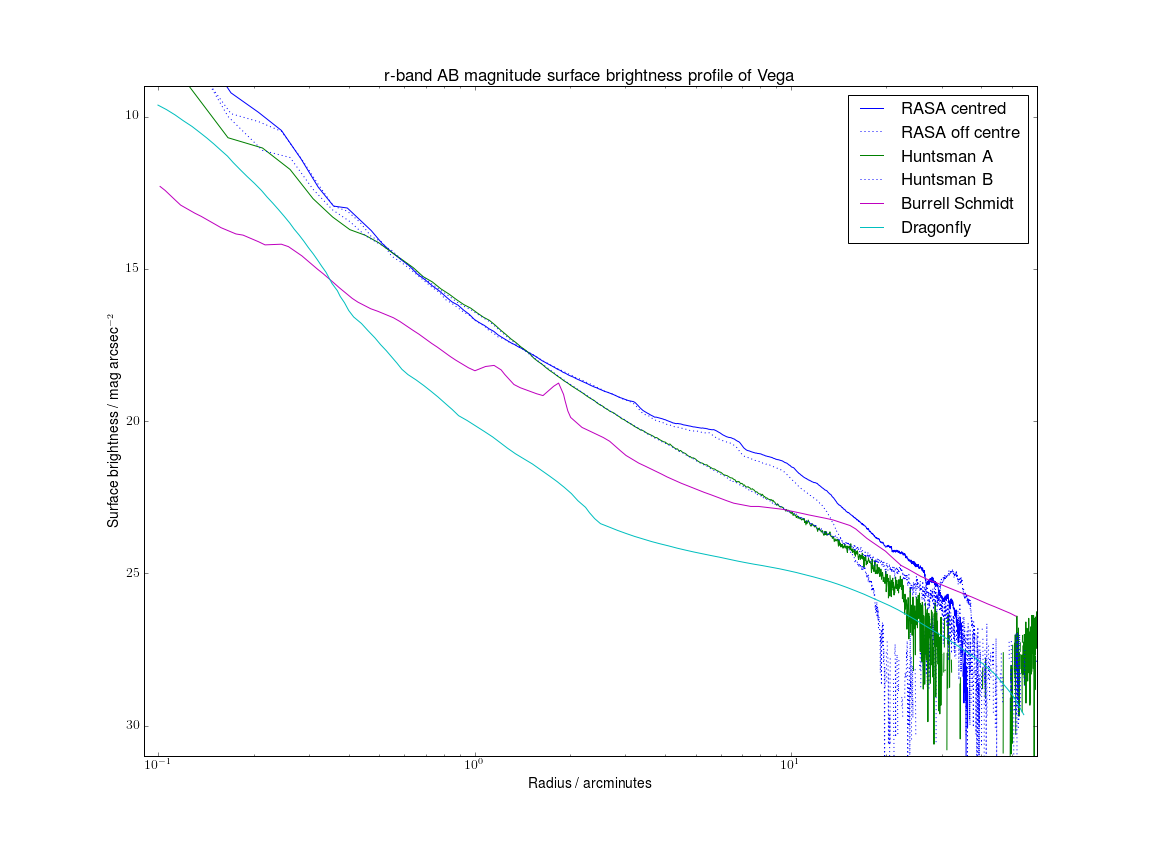 r-band AB magnitude surface brightness profile of Vega
RASA centred
RASA off centre
Huntsman A
Huntsman B
Burrell Schmidt
Dragonfly
10
15
20
25
30
Surface brightness / mag arcsec⁻²
10⁻¹ 10⁰ 10¹
Radius / arcminutes